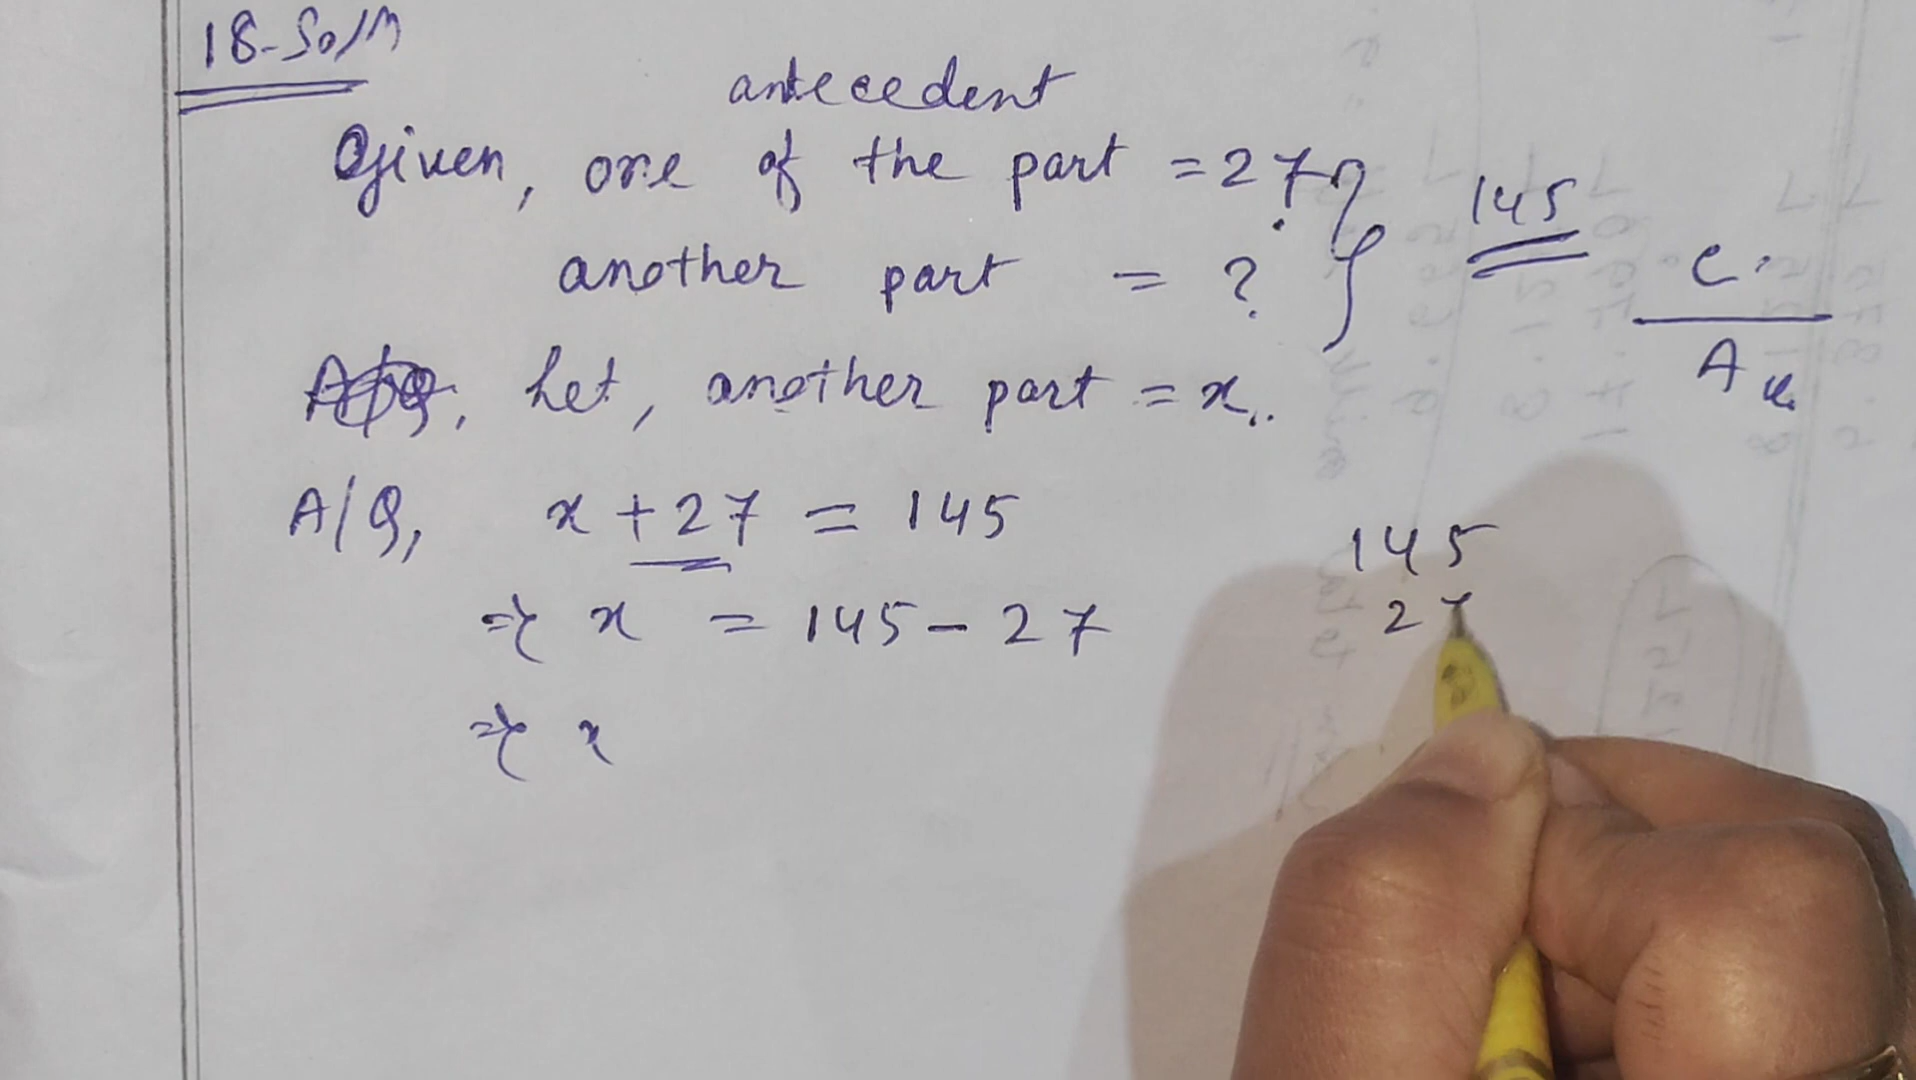 18-Soln
antecedent
Given, one of the part = 27
another part = ?
145
C.
A
Let, another part = x.
A/Q, x + 27 = 145
⇒ x = 145 - 27
⇒ x
145
27